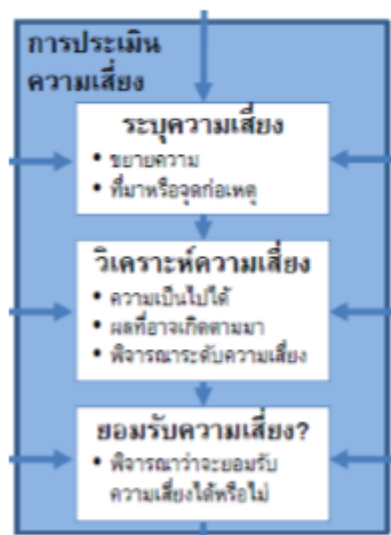 การประเมิน
ความเสี่ยง
ระบุความเสี่ยง
• ขยายความ
• ที่มาหรือจุดก่อเหตุ
วิเคราะห์ความเสี่ยง
• ความเป็นไปได้
• ผลที่อาจเกิดตามมา
• พิจารณาระดับความเสี่ยง
ยอมรับความเสี่ยง?
• พิจารณาว่าจะยอมรับ
ความเสี่ยงได้หรือไม่